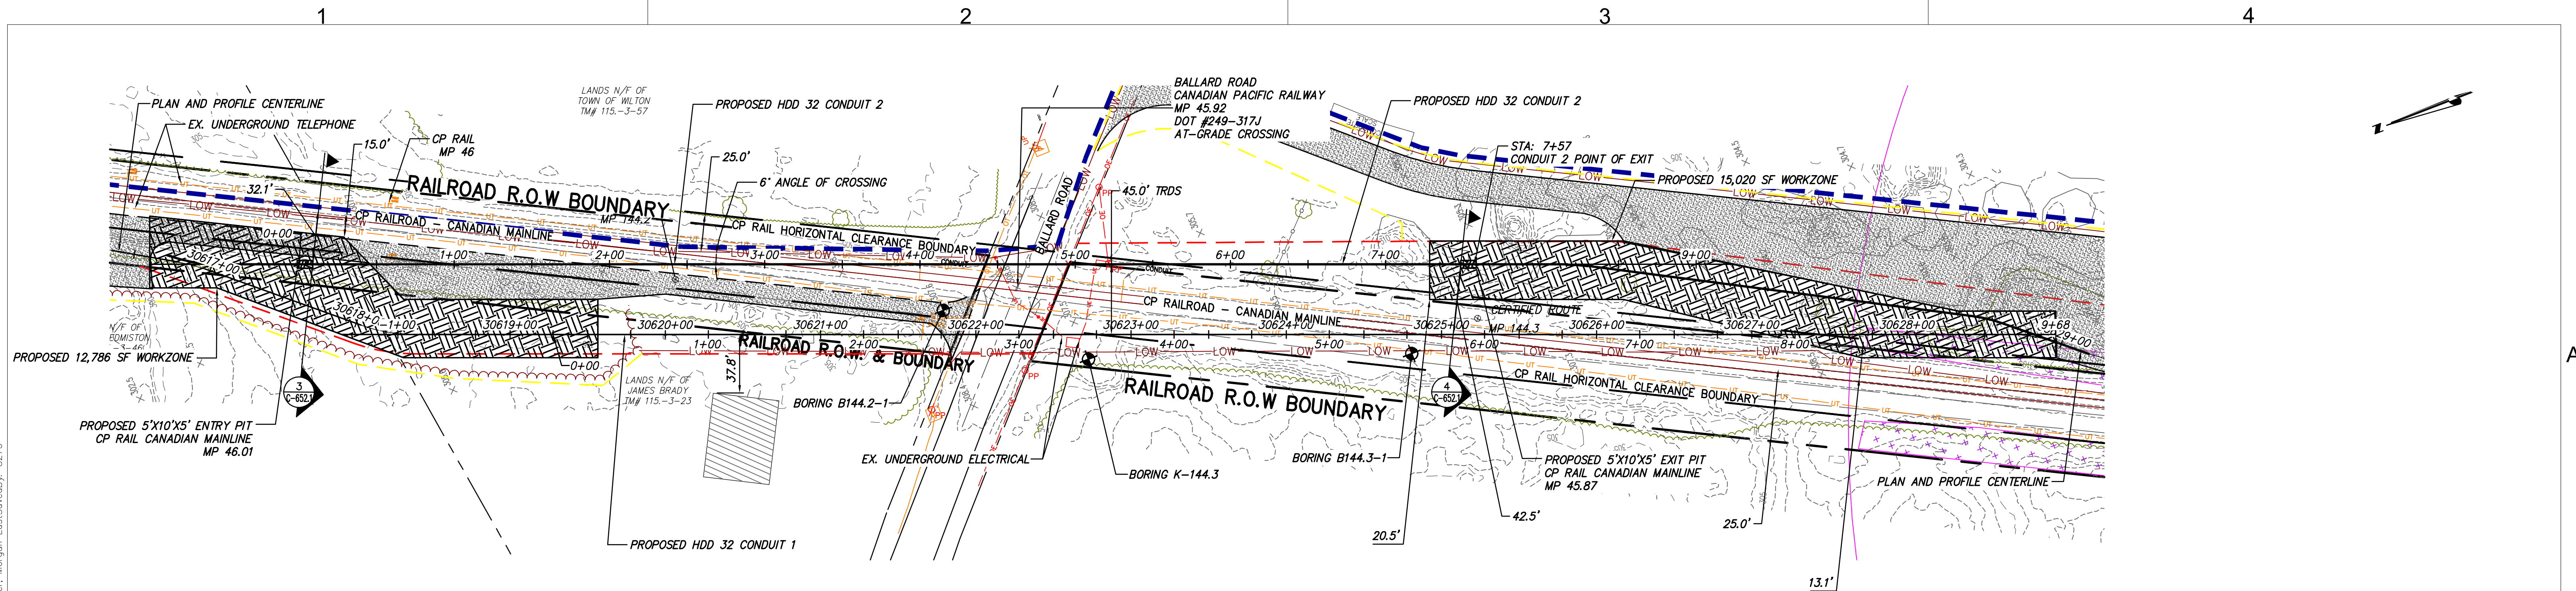 1
2
3
4
A
PLAN AND PROFILE CENTERLINE
EX. UNDERGROUND TELEPHONE
15.0'
CP RAIL
MP 46
LANDS N/F OF
TOWN OF WILTON
TM# 115.-3-57
PROPOSED HDD 32 CONDUIT 2
25.0'
6° ANGLE OF CROSSING
32.1'
RAILROAD R.O.W BOUNDARY
MP 144.2
CP RAILROAD - CANADIAN MAINLINE
CP RAIL HORIZONTAL CLEARANCE BOUNDARY
BALLARD ROAD
BALLARD ROAD
CANADIAN PACIFIC RAILWAY
MP 45.92
DOT #249-317J
AT-GRADE CROSSING
45.0' TRDS
PROPOSED HDD 32 CONDUIT 2
STA: 7+57
CONDUIT 2 POINT OF EXIT
PROPOSED 15,020 SF WORKZONE
0+00
1+00
2+00
3+00
4+00
5+00
6+00
7+00
9+00
CONDUIT
30617+00
30618+00
-1+00
30619+00
30620+00
30621+00
30622+00
30623+00
30624+00
30625+00
30626+00
30627+00
30628+00
9+68
0+00
1+00
2+00
3+00
4+00
5+00
6+00
7+00
8+00
CP RAILROAD - CANADIAN MAINLINE
CERTIFIED ROUTE
MP 144.3
N/F OF
EDMISTON
-3-46
PROPOSED 12,786 SF WORKZONE
3
C-652.1
PROPOSED 5'X10'X5' ENTRY PIT
CP RAIL CANADIAN MAINLINE
MP 46.01
LANDS N/F OF
JAMES BRADY
TM# 115.-3-23
37.8'
RAILROAD R.O.W. & BOUNDARY
BORING B144.2-1
EX. UNDERGROUND ELECTRICAL
BORING K-144.3
RAILROAD R.O.W BOUNDARY
BORING B144.3-1
4
C-652.1
CP RAIL HORIZONTAL CLEARANCE BOUNDARY
PROPOSED 5'X10'X5' EXIT PIT
CP RAIL CANADIAN MAINLINE
MP 45.87
PLAN AND PROFILE CENTERLINE
PROPOSED HDD 32 CONDUIT 1
20.5'
42.5'
25.0'
13.1'
LOW
UT
OE
PP